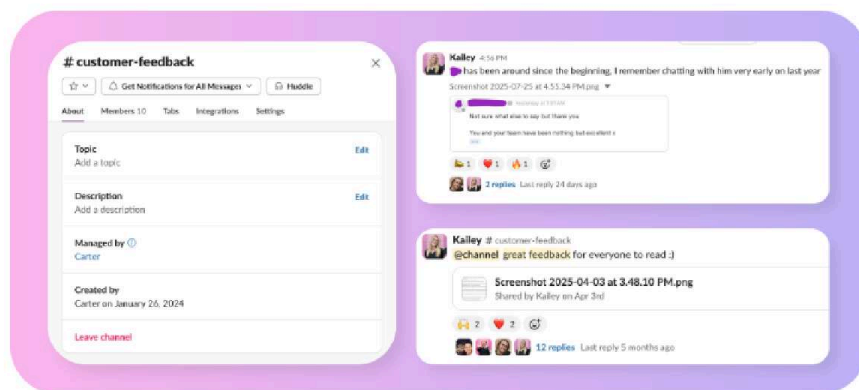 # customer-feedback
Get Notifications for All Messages
Huddle
About Members 10 Tabs Integrations Settings
Topic
Edit
Add a topic
Description
Edit
Add a description
Managed by
Carter
Created by
Carter on January 26, 2024
Leave channel
Kailey 4:56 PM
has been around since the beginning, I remember chatting with him very early on last year
Screenshot 2025-07-25 at 4.55.34 PM.png
Not sure what else to say but thank you
You and your team have been nothing but excellent s
1 1 1
2 replies Last reply 24 days ago
Kailey # customer-feedback
@channel great feedback for everyone to read :)
Screenshot 2025-04-03 at 3.48.10 PM.png
Shared by Kailey on Apr 3rd
2 2
12 replies Last reply 5 months ago